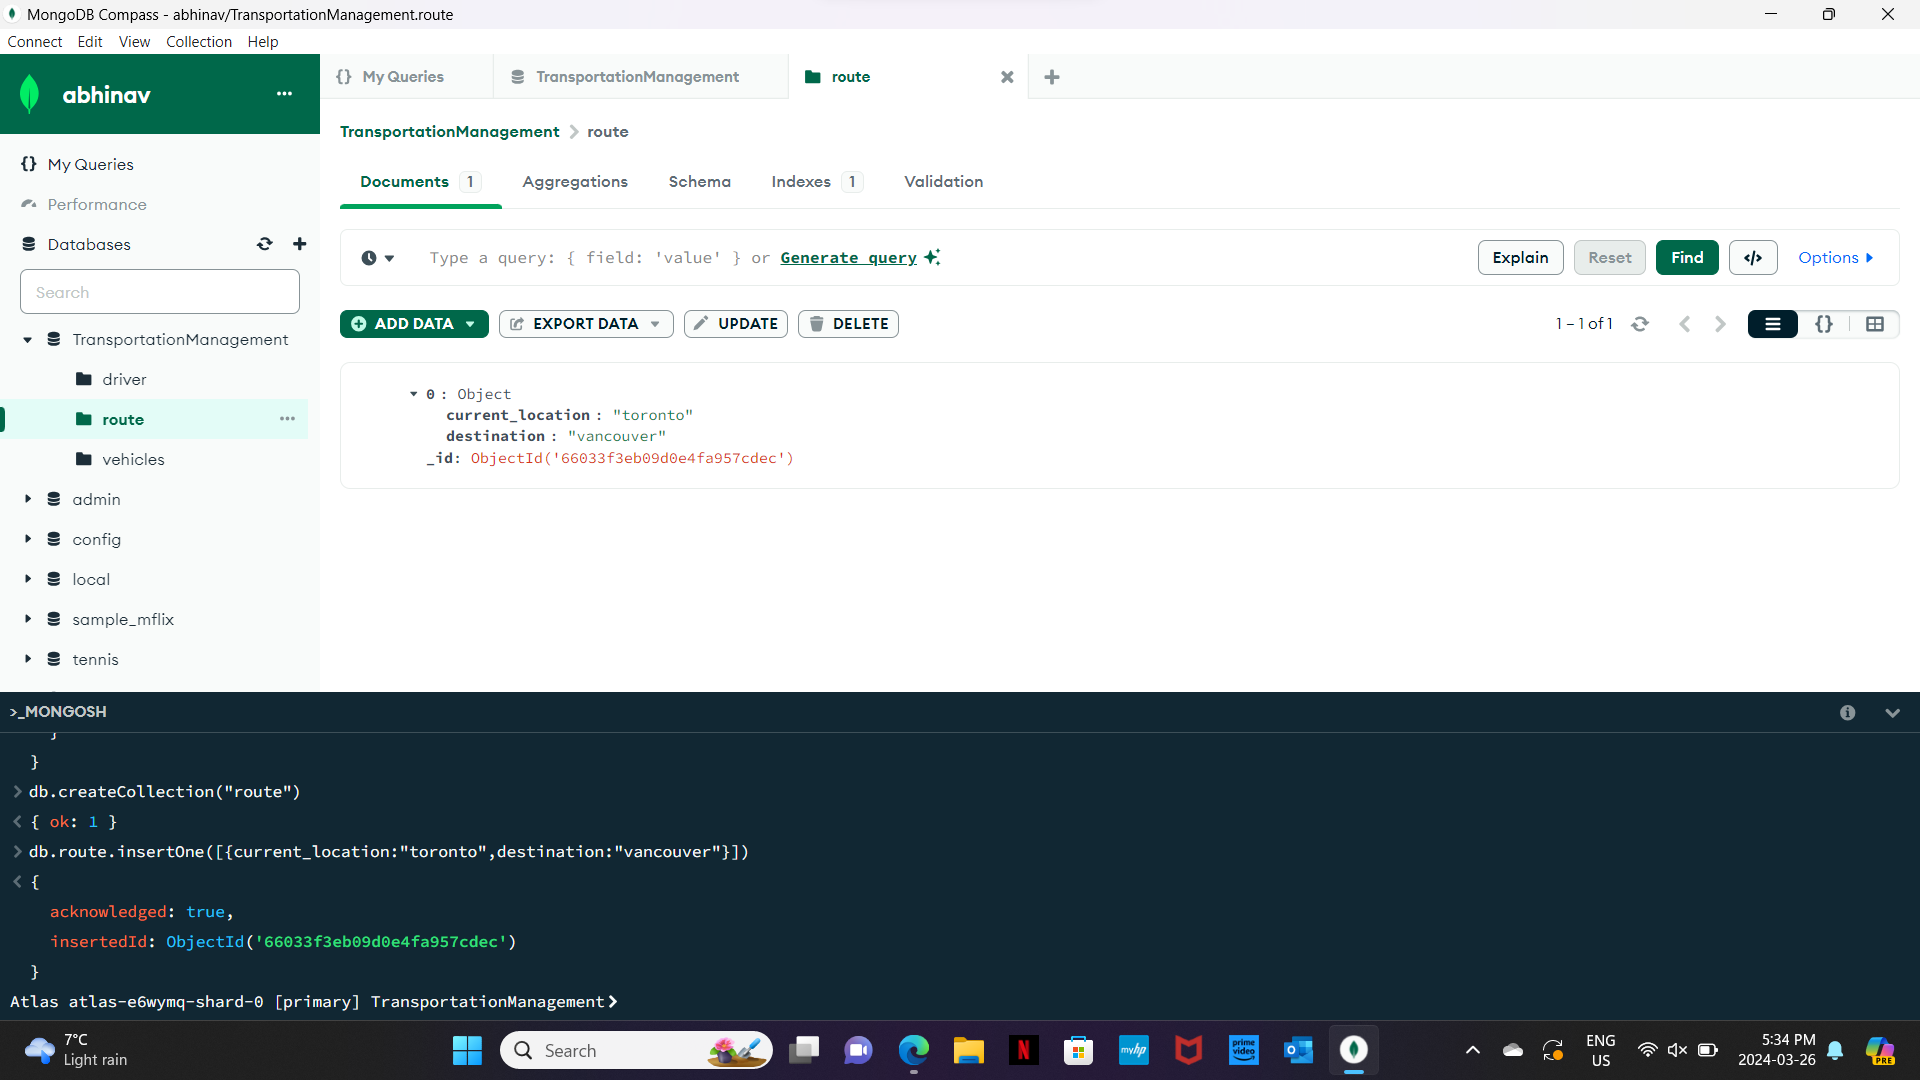 MongoDB Compass - abhinav/TransportationManagement.route
Connect Edit View Collection Help
abhinav
My Queries
TransportationManagement
route
TransportationManagement > route
My Queries
Performance
Databases
Search
TransportationManagement
driver
route
vehicles
admin
config
local
sample_mflix
tennis
Documents 1 Aggregations Schema Indexes 1 Validation
Type a query: { field: 'value' } or Generate query
Explain Reset Find </> Options
ADD DATA EXPORT DATA UPDATE DELETE
1 – 1 of 1
0 : Object
current_location : "toronto"
destination : "vancouver"
_id: ObjectId('66033f3eb09d0e4fa957cdec')
>_MONGOSH
}
}
> db.createCollection("route")
< { ok: 1 }
> db.route.insertOne([{current_location:"toronto",destination:"vancouver"}])
< {
acknowledged: true,
insertedId: ObjectId('66033f3eb09d0e4fa957cdec')
}
Atlas atlas-e6wymq-shard-0 [primary] TransportationManagement>
7°C
Light rain
Search
N
myhp
prime
video
ENG
US
5:34 PM
2024-03-26
PRE